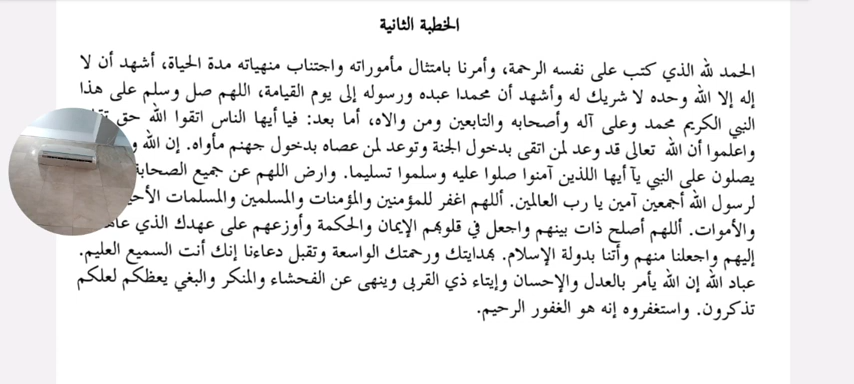 الخطبة الثانية
الحمد لله الذي كتب على نفسه الرحمة، وأمرنا بامتثال مأموراته واجتناب منهياته مدة الحياة، أشهد أن لا
إله إلا الله وحده لا شريك له وأشهد أن محمدا عبده ورسوله إلى يوم القيامة، اللهم صل وسلم على هذا
النبي الكريم محمد وعلى آله وأصحابه والتابعين ومن والاه، أما بعد: فيا أيها الناس اتقوا الله حق
واعلموا أن الله تعالى قد وعد لمن اتقى بدخول الجنة وتوعد لمن عصاه بدخول جهنم مأواه. إن الله
يصلون على النبي يآ أيها اللذين آمنوا صلوا عليه وسلموا تسليما. وارض اللهم عن جميع الصحابة
لرسول الله أجمعين آمين يا رب العالمين. أللهم اغفر للمؤمنين والمؤمنات والمسلمين والمسلمات
والأموات. أللهم أصلح ذات بينهم واجعل في قلوبهم الإيمان والحكمة وأوزعهم على عهدك الذي
إليهم واجعلنا منهم وأتنا بدولة الإسلام. بهدايتك ورحمتك الواسعة وتقبل دعاءنا إنك أنت السميع العليم.
عباد الله إن الله يأمر بالعدل والإحسان وإيتاء ذي القربى وينهى عن الفحشاء والمنكر والبغي يعظكم لعلكم
تذكرون. واستغفروه إنه هو الغفور الرحيم.